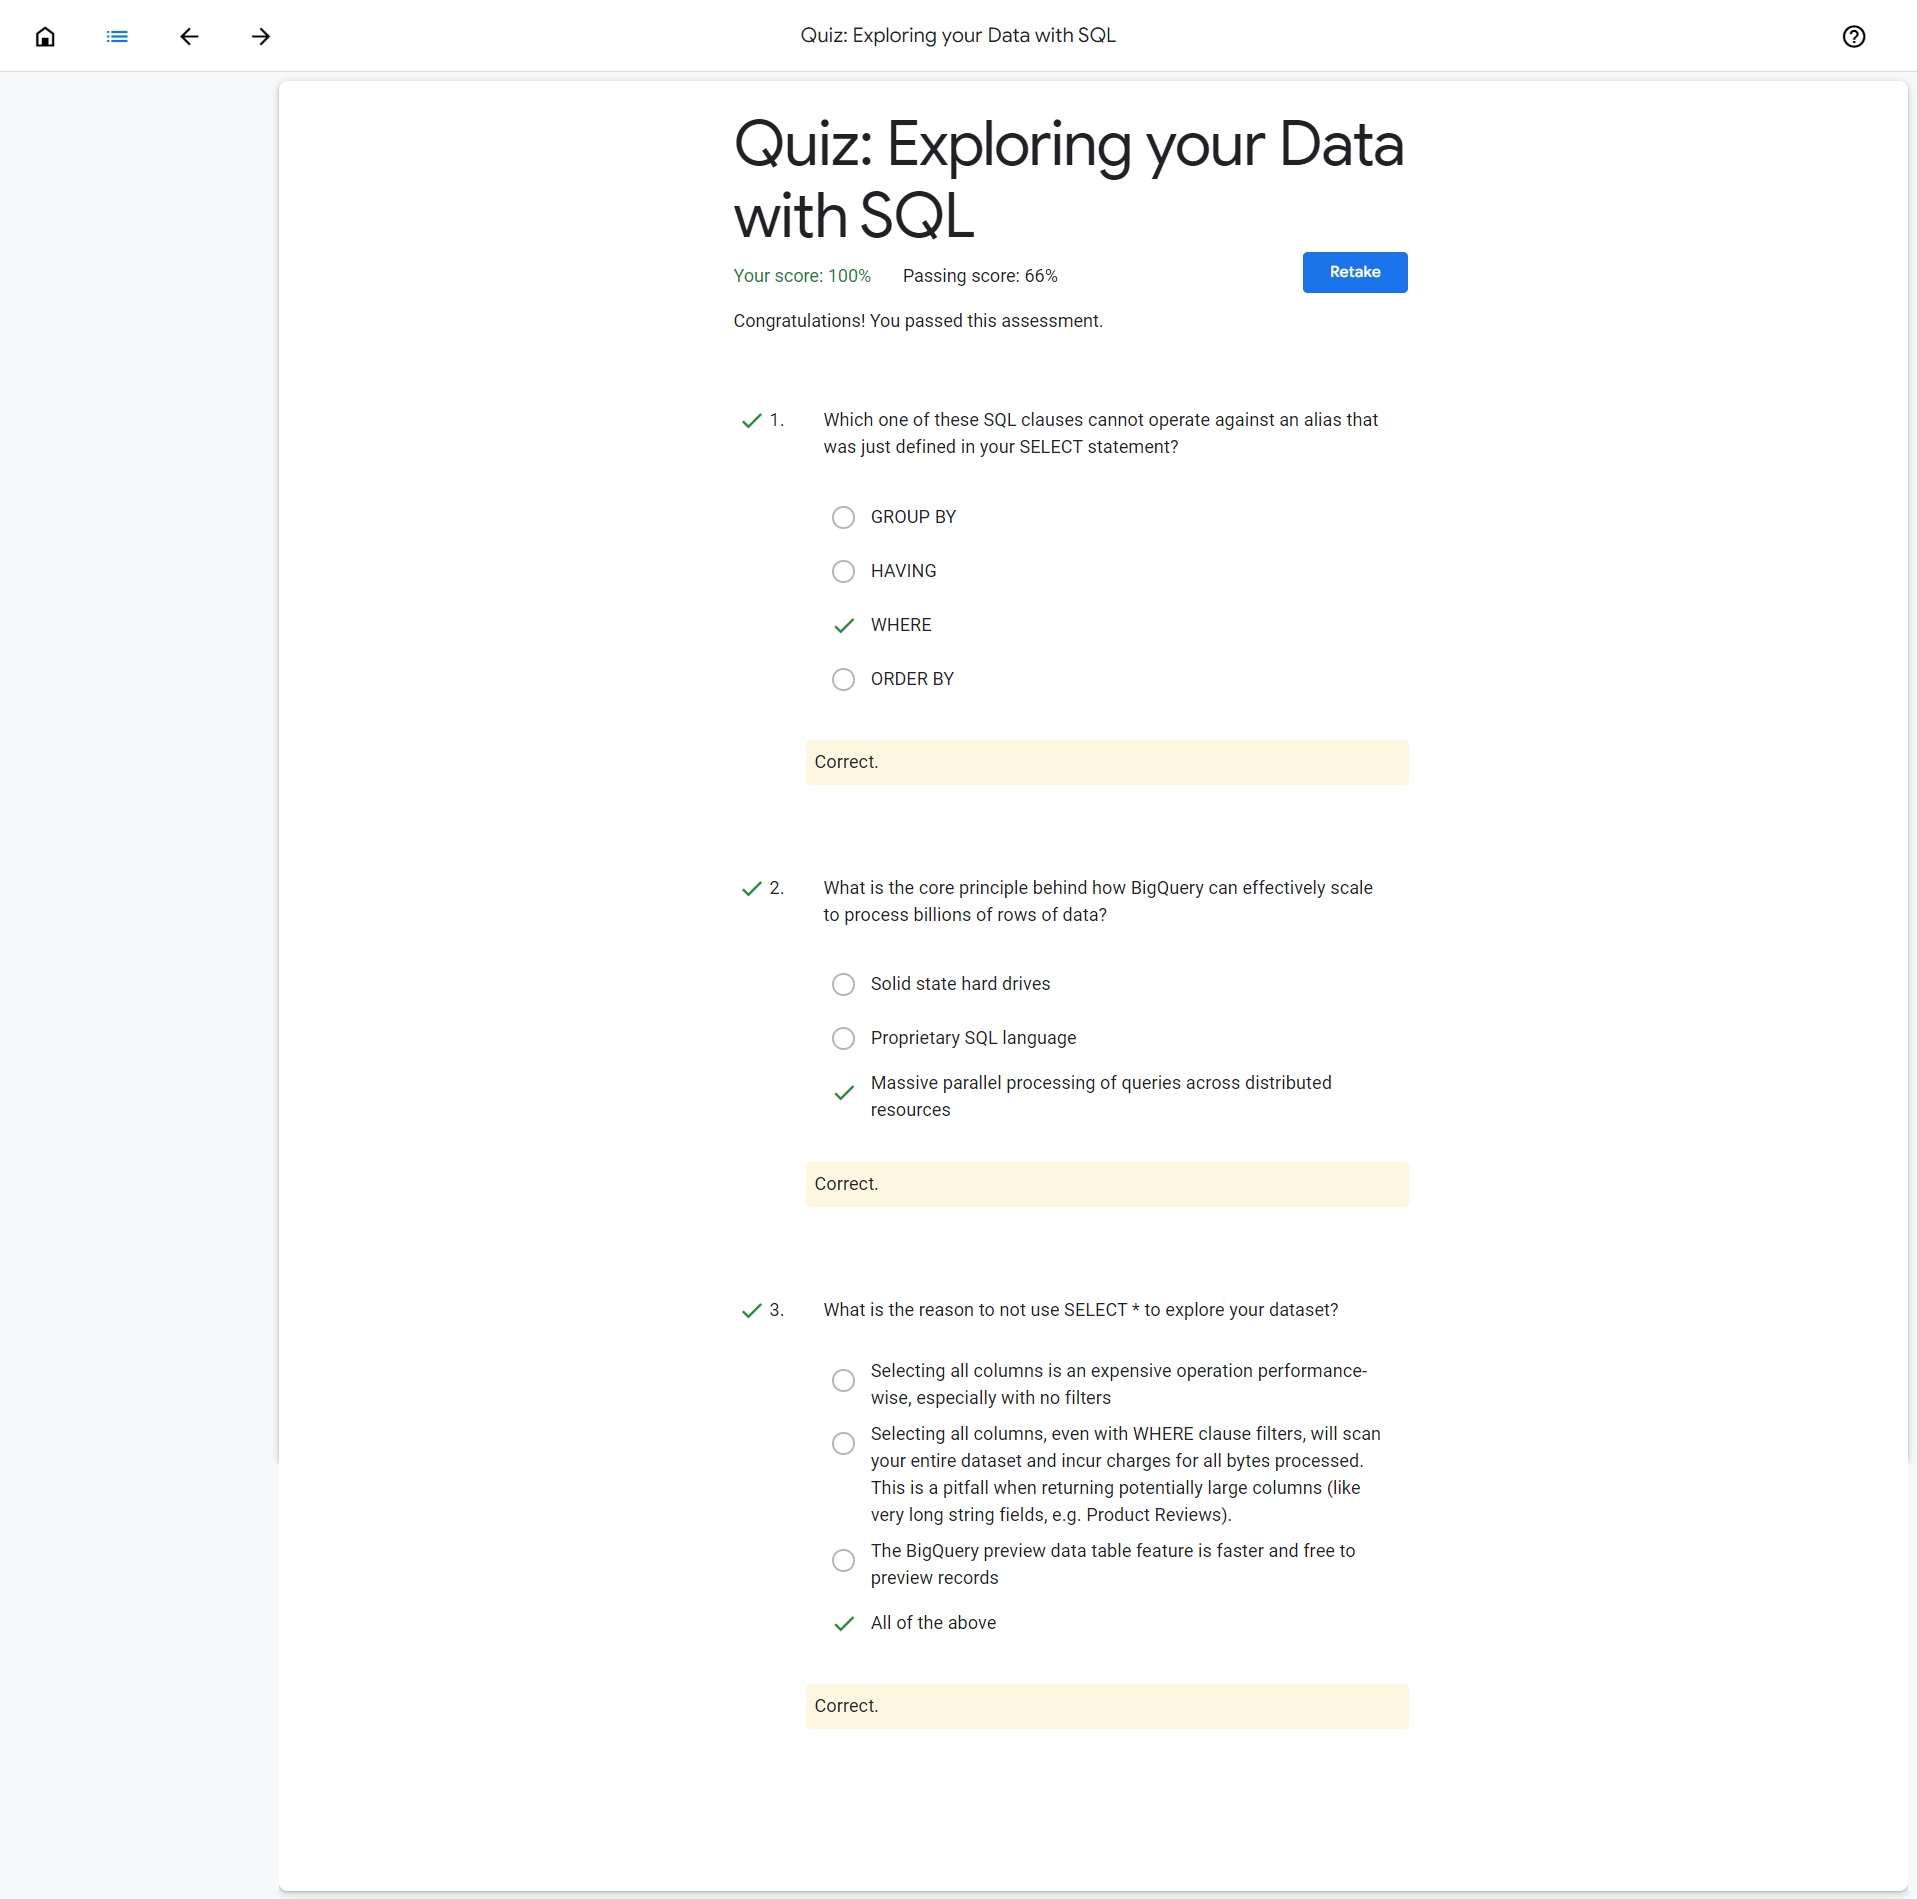 Quiz: Exploring your Data with SQL
Quiz: Exploring your Data
with SQL
Your score: 100% Passing score: 66%
Retake
Congratulations! You passed this assessment.
1. Which one of these SQL clauses cannot operate against an alias that
was just defined in your SELECT statement?
GROUP BY
HAVING
WHERE
ORDER BY
Correct.
2. What is the core principle behind how BigQuery can effectively scale
to process billions of rows of data?
Solid state hard drives
Proprietary SQL language
Massive parallel processing of queries across distributed
resources
Correct.
3. What is the reason to not use SELECT * to explore your dataset?
Selecting all columns is an expensive operation performance-
wise, especially with no filters
Selecting all columns, even with WHERE clause filters, will scan
your entire dataset and incur charges for all bytes processed.
This is a pitfall when returning potentially large columns (like
very long string fields, e.g. Product Reviews).
The BigQuery preview data table feature is faster and free to
preview records
All of the above
Correct.